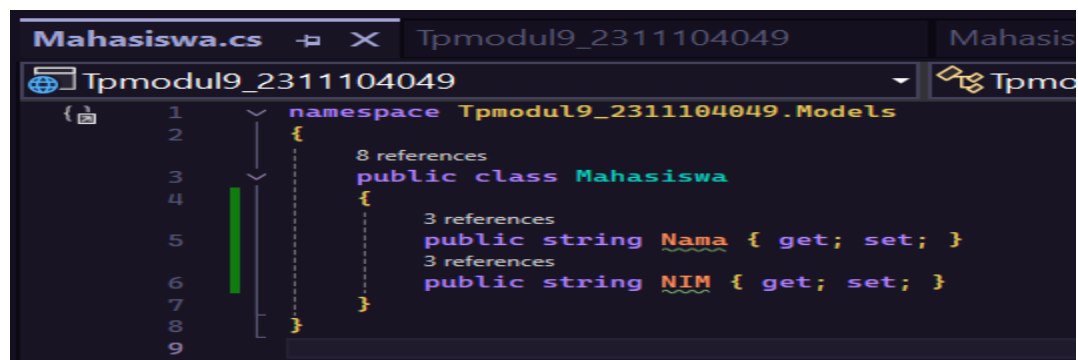 Mahasiswa.cs Tpmodul9_2311104049 Mahasis
Tpmodul9_2311104049 Tpmo
1 namespace Tpmodul9_2311104049.Models
2 {
8 references
3 public class Mahasiswa
4 {
3 references
5 public string Nama { get; set; }
3 references
6 public string NIM { get; set; }
7 }
8 }
9